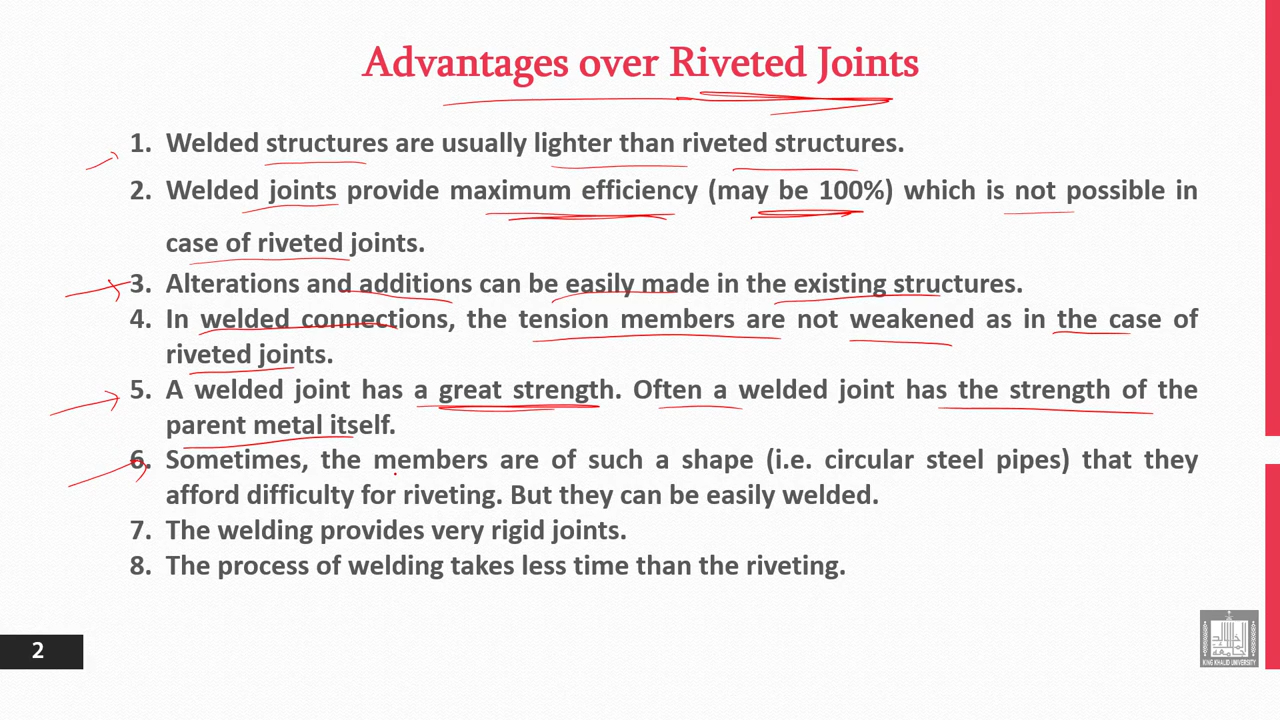 Advantages over Riveted Joints
1. Welded structures are usually lighter than riveted structures.
2. Welded joints provide maximum efficiency (may be 100%) which is not possible in
case of riveted joints.
3. Alterations and additions can be easily made in the existing structures.
4. In welded connections, the tension members are not weakened as in the case of
riveted joints.
5. A welded joint has a great strength. Often a welded joint has the strength of the
parent metal itself.
6. Sometimes, the members are of such a shape (i.e. circular steel pipes) that they
afford difficulty for riveting. But they can be easily welded.
7. The welding provides very rigid joints.
8. The process of welding takes less time than the riveting.
2
KING KHALID UNIVERSITY